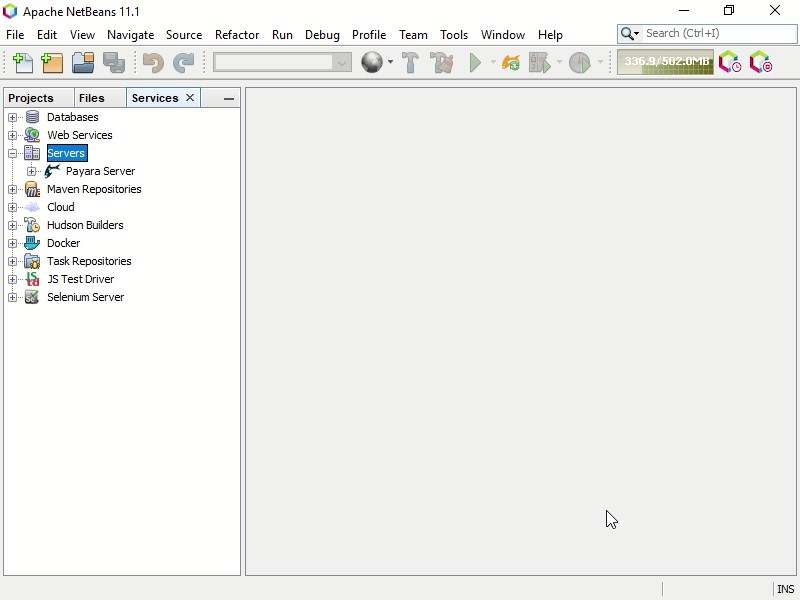 Apache NetBeans 11.1
File Edit View Navigate Source Refactor Run Debug Profile Team Tools Window Help
Search (Ctrl+I)
336.9/502.0MB
Projects Files Services
Databases
Web Services
Servers
Payara Server
Maven Repositories
Cloud
Hudson Builders
Docker
Task Repositories
JS Test Driver
Selenium Server
INS